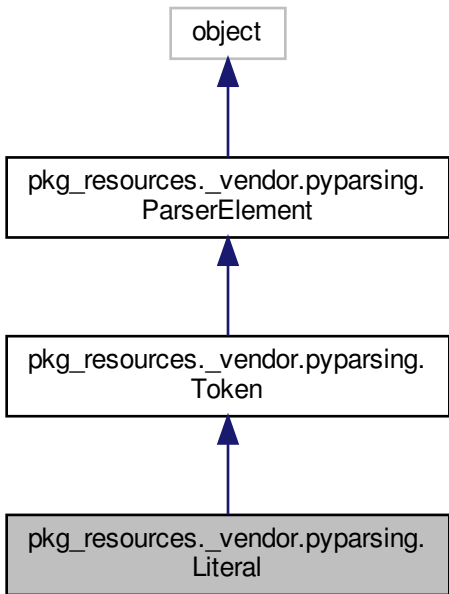 object
pkg_resources._vendor.pyparsing.
ParserElement
pkg_resources._vendor.pyparsing.
Token
pkg_resources._vendor.pyparsing.
Literal